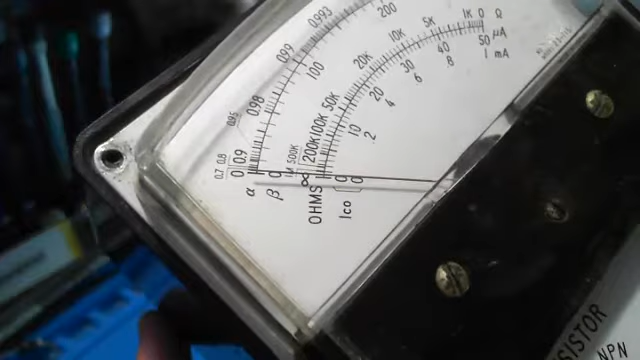 0.7 0.8 0.9 0.95 0.98 0.99 0.993
0 100 200
α
β
∞ 1M 500K 200K 100K 50K 20K 10K 5K 1K 0 Ω
OHMS
0 10 20 30 40 50 μA
0 .2 4 6 8 1 mA
Ico
ISTOR
NPN